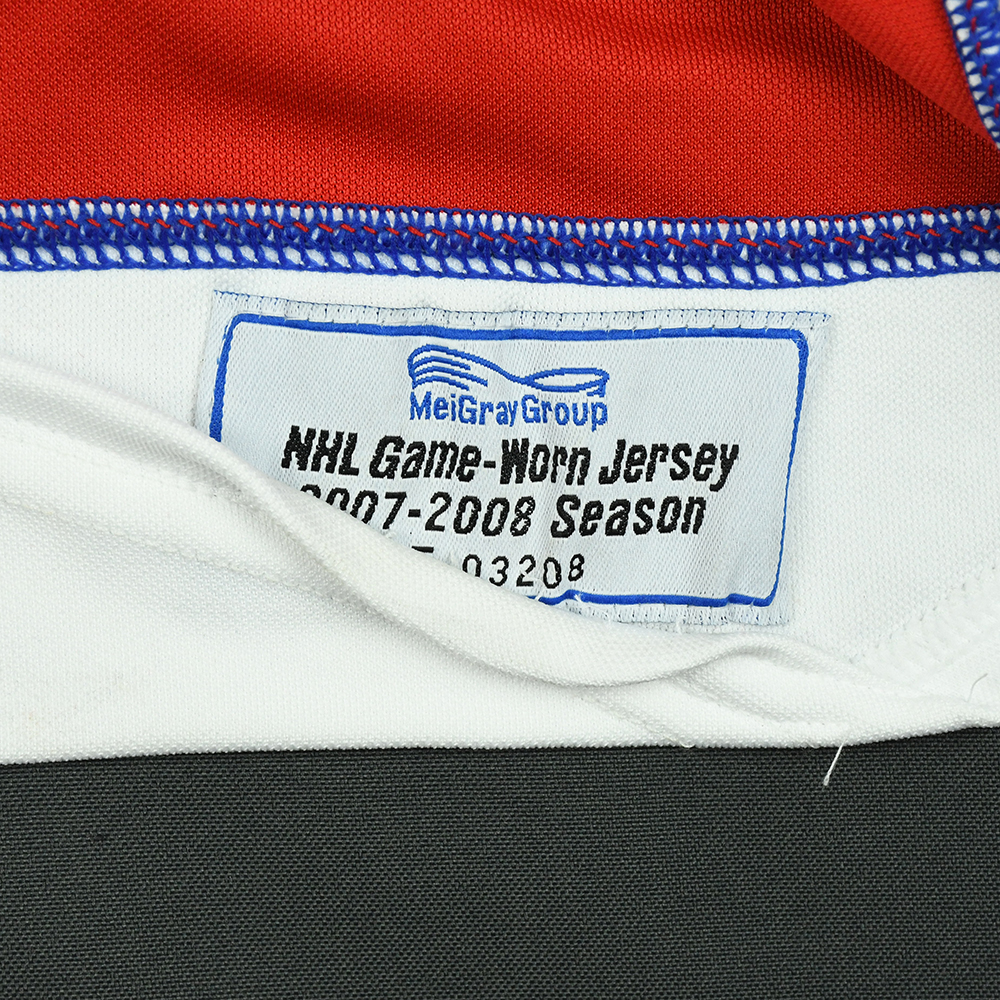 MeiGrayGroup
NHL Game-Worn Jersey
2007-2008 Season
03208